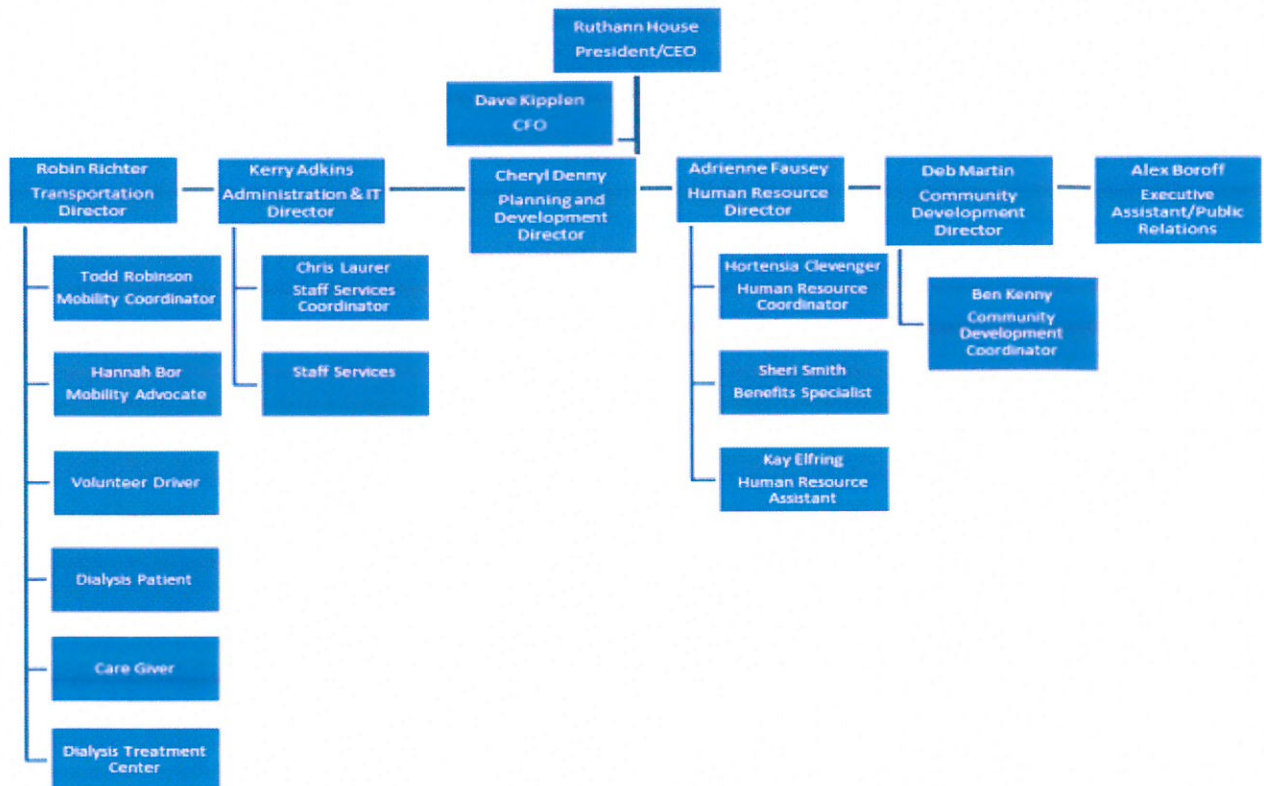 Ruthann House
President/CEO
Dave Kipplen
CFO
Robin Richter
Transportation
Director
Kerry Adkins
Administration & IT
Director
Cheryl Denny
Planning and
Development
Director
Adrienne Fausey
Human Resource
Director
Deb Martin
Community
Development
Director
Alex Boroff
Executive
Assistant/Public
Relations
Todd Robinson
Mobility Coordinator
Hannah Bor
Mobility Advocate
Volunteer Driver
Dialysis Patient
Care Giver
Dialysis Treatment
Center
Chris Laurer
Staff Services
Coordinator
Staff Services
Hortensia Clevenger
Human Resource
Coordinator
Sheri Smith
Benefits Specialist
Kay Elfring
Human Resource
Assistant
Ben Kenny
Community
Development
Coordinator